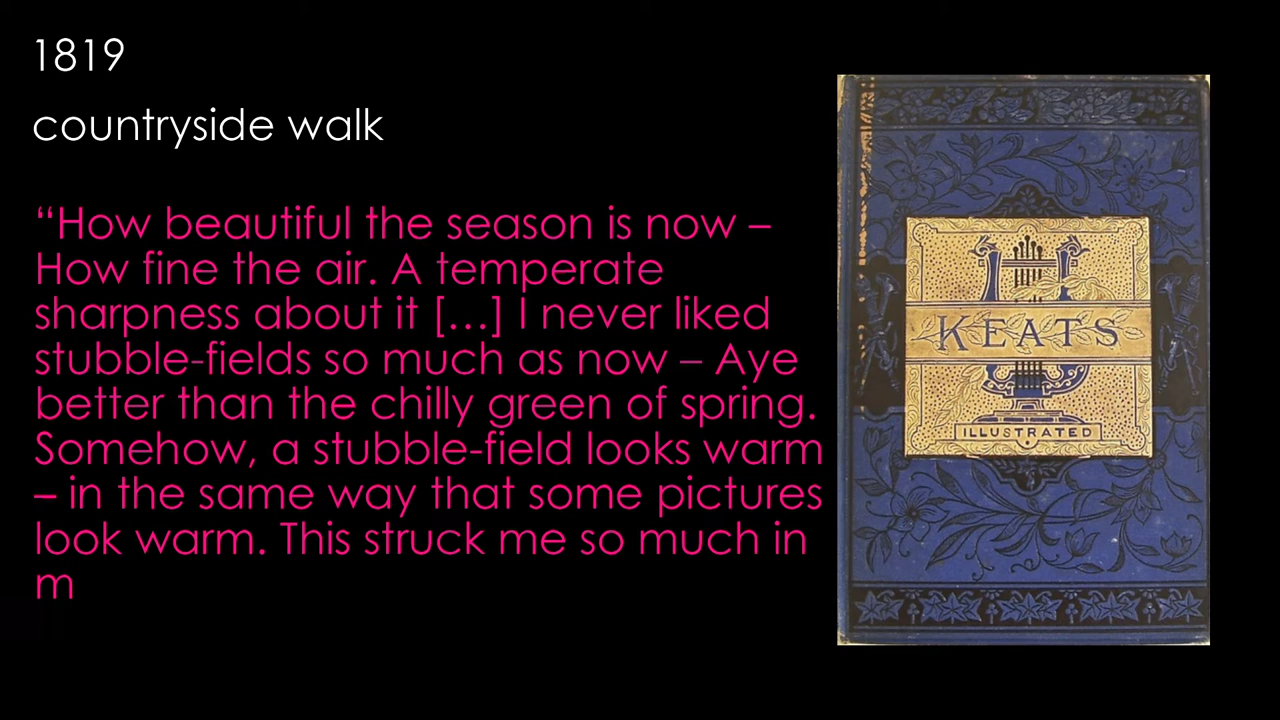 1819
countryside walk
“How beautiful the season is now –
How fine the air. A temperate
sharpness about it […] I never liked
stubble-fields so much as now – Aye
better than the chilly green of spring.
Somehow, a stubble-field looks warm
– in the same way that some pictures
look warm. This struck me so much in
m
KEATS
ILLUSTRATED